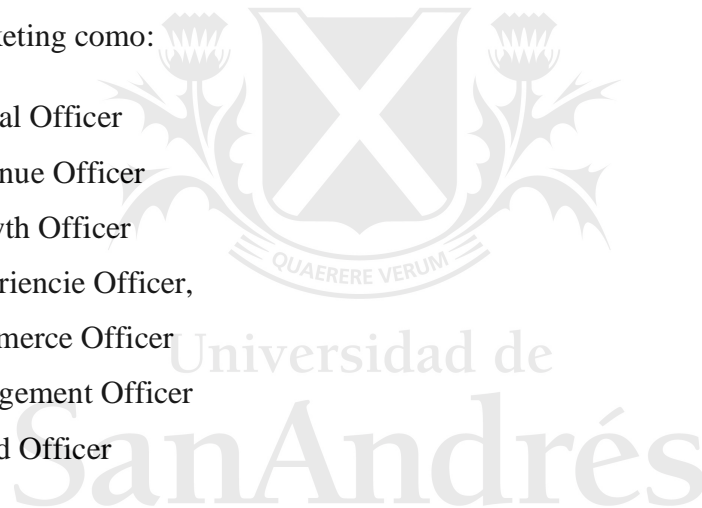 keting como:
al Officer
nue Officer
th Officer
riencie Officer,
merce Officer
gement Officer
d Officer
QUAERERE VERUM
Universidad de
SanAndrés